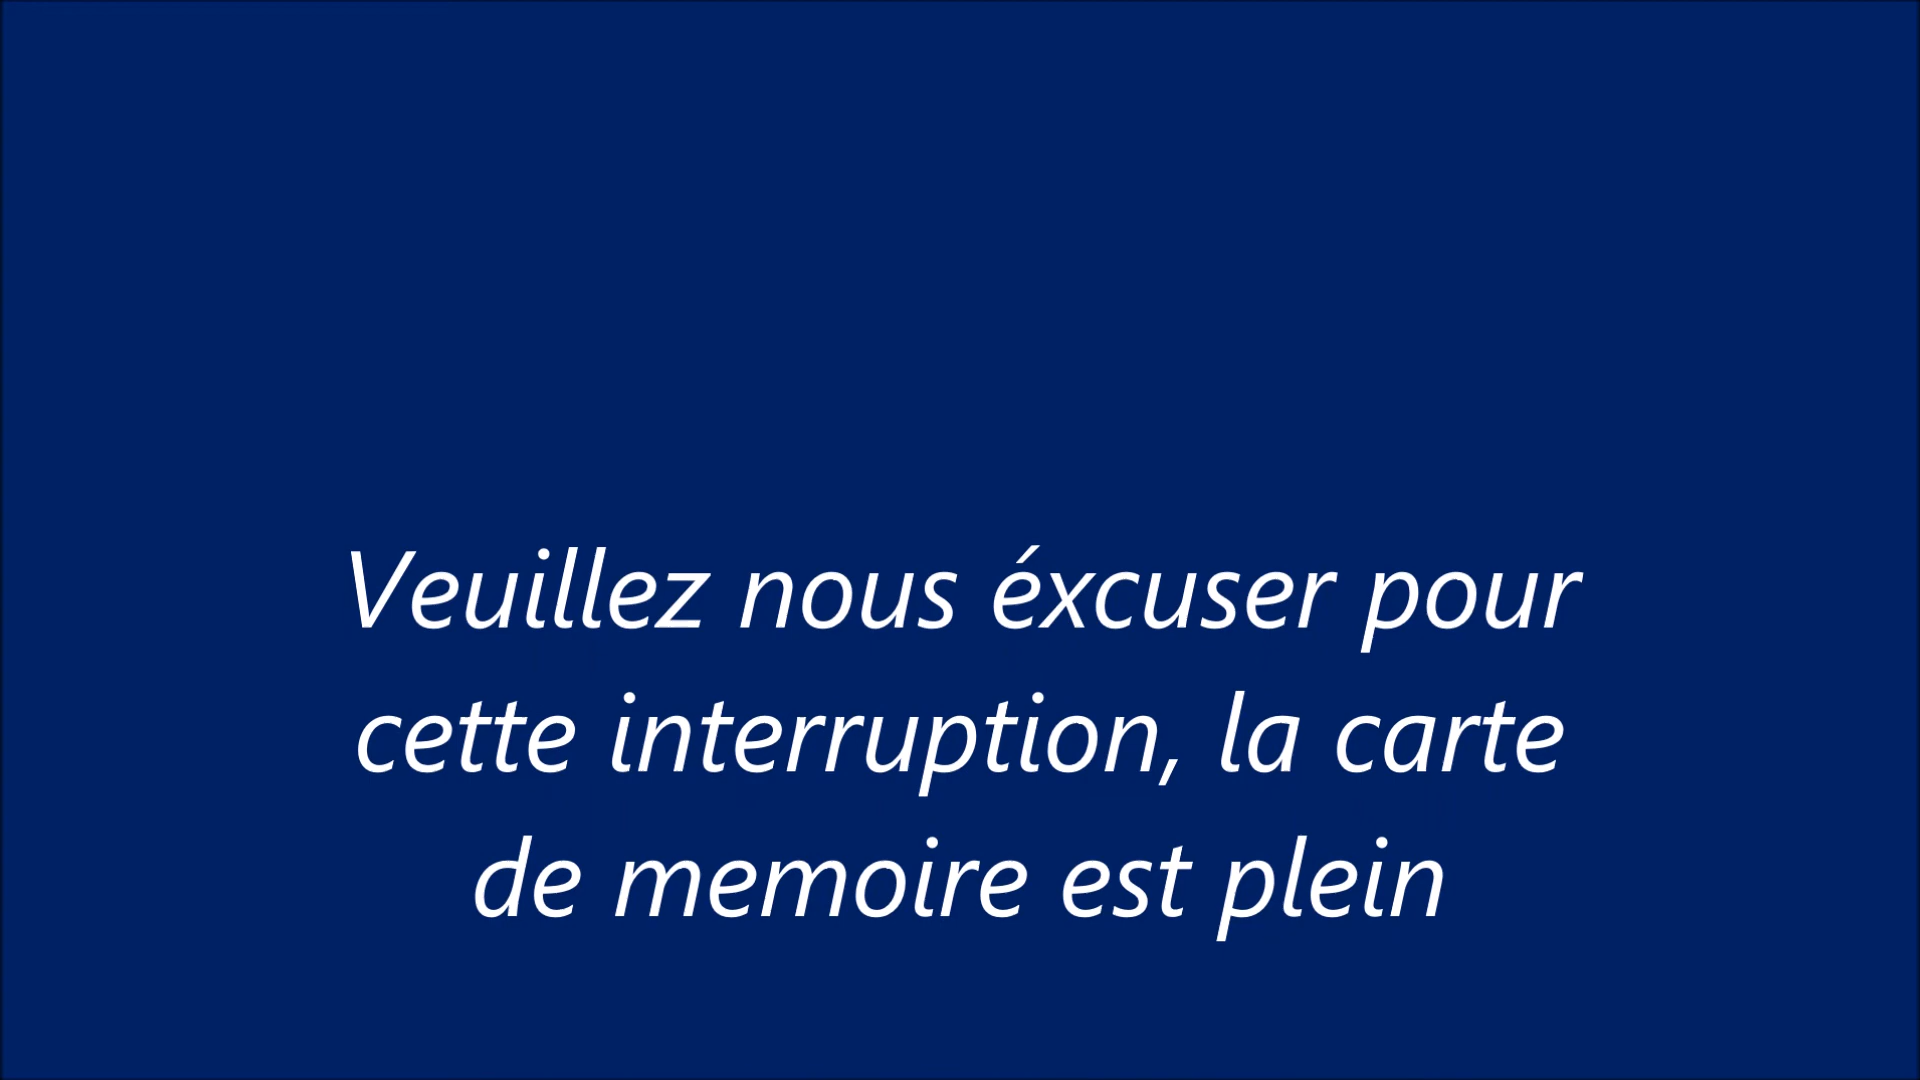 Veuillez nous éxcuser pour
cette interruption, la carte
de memoire est plein